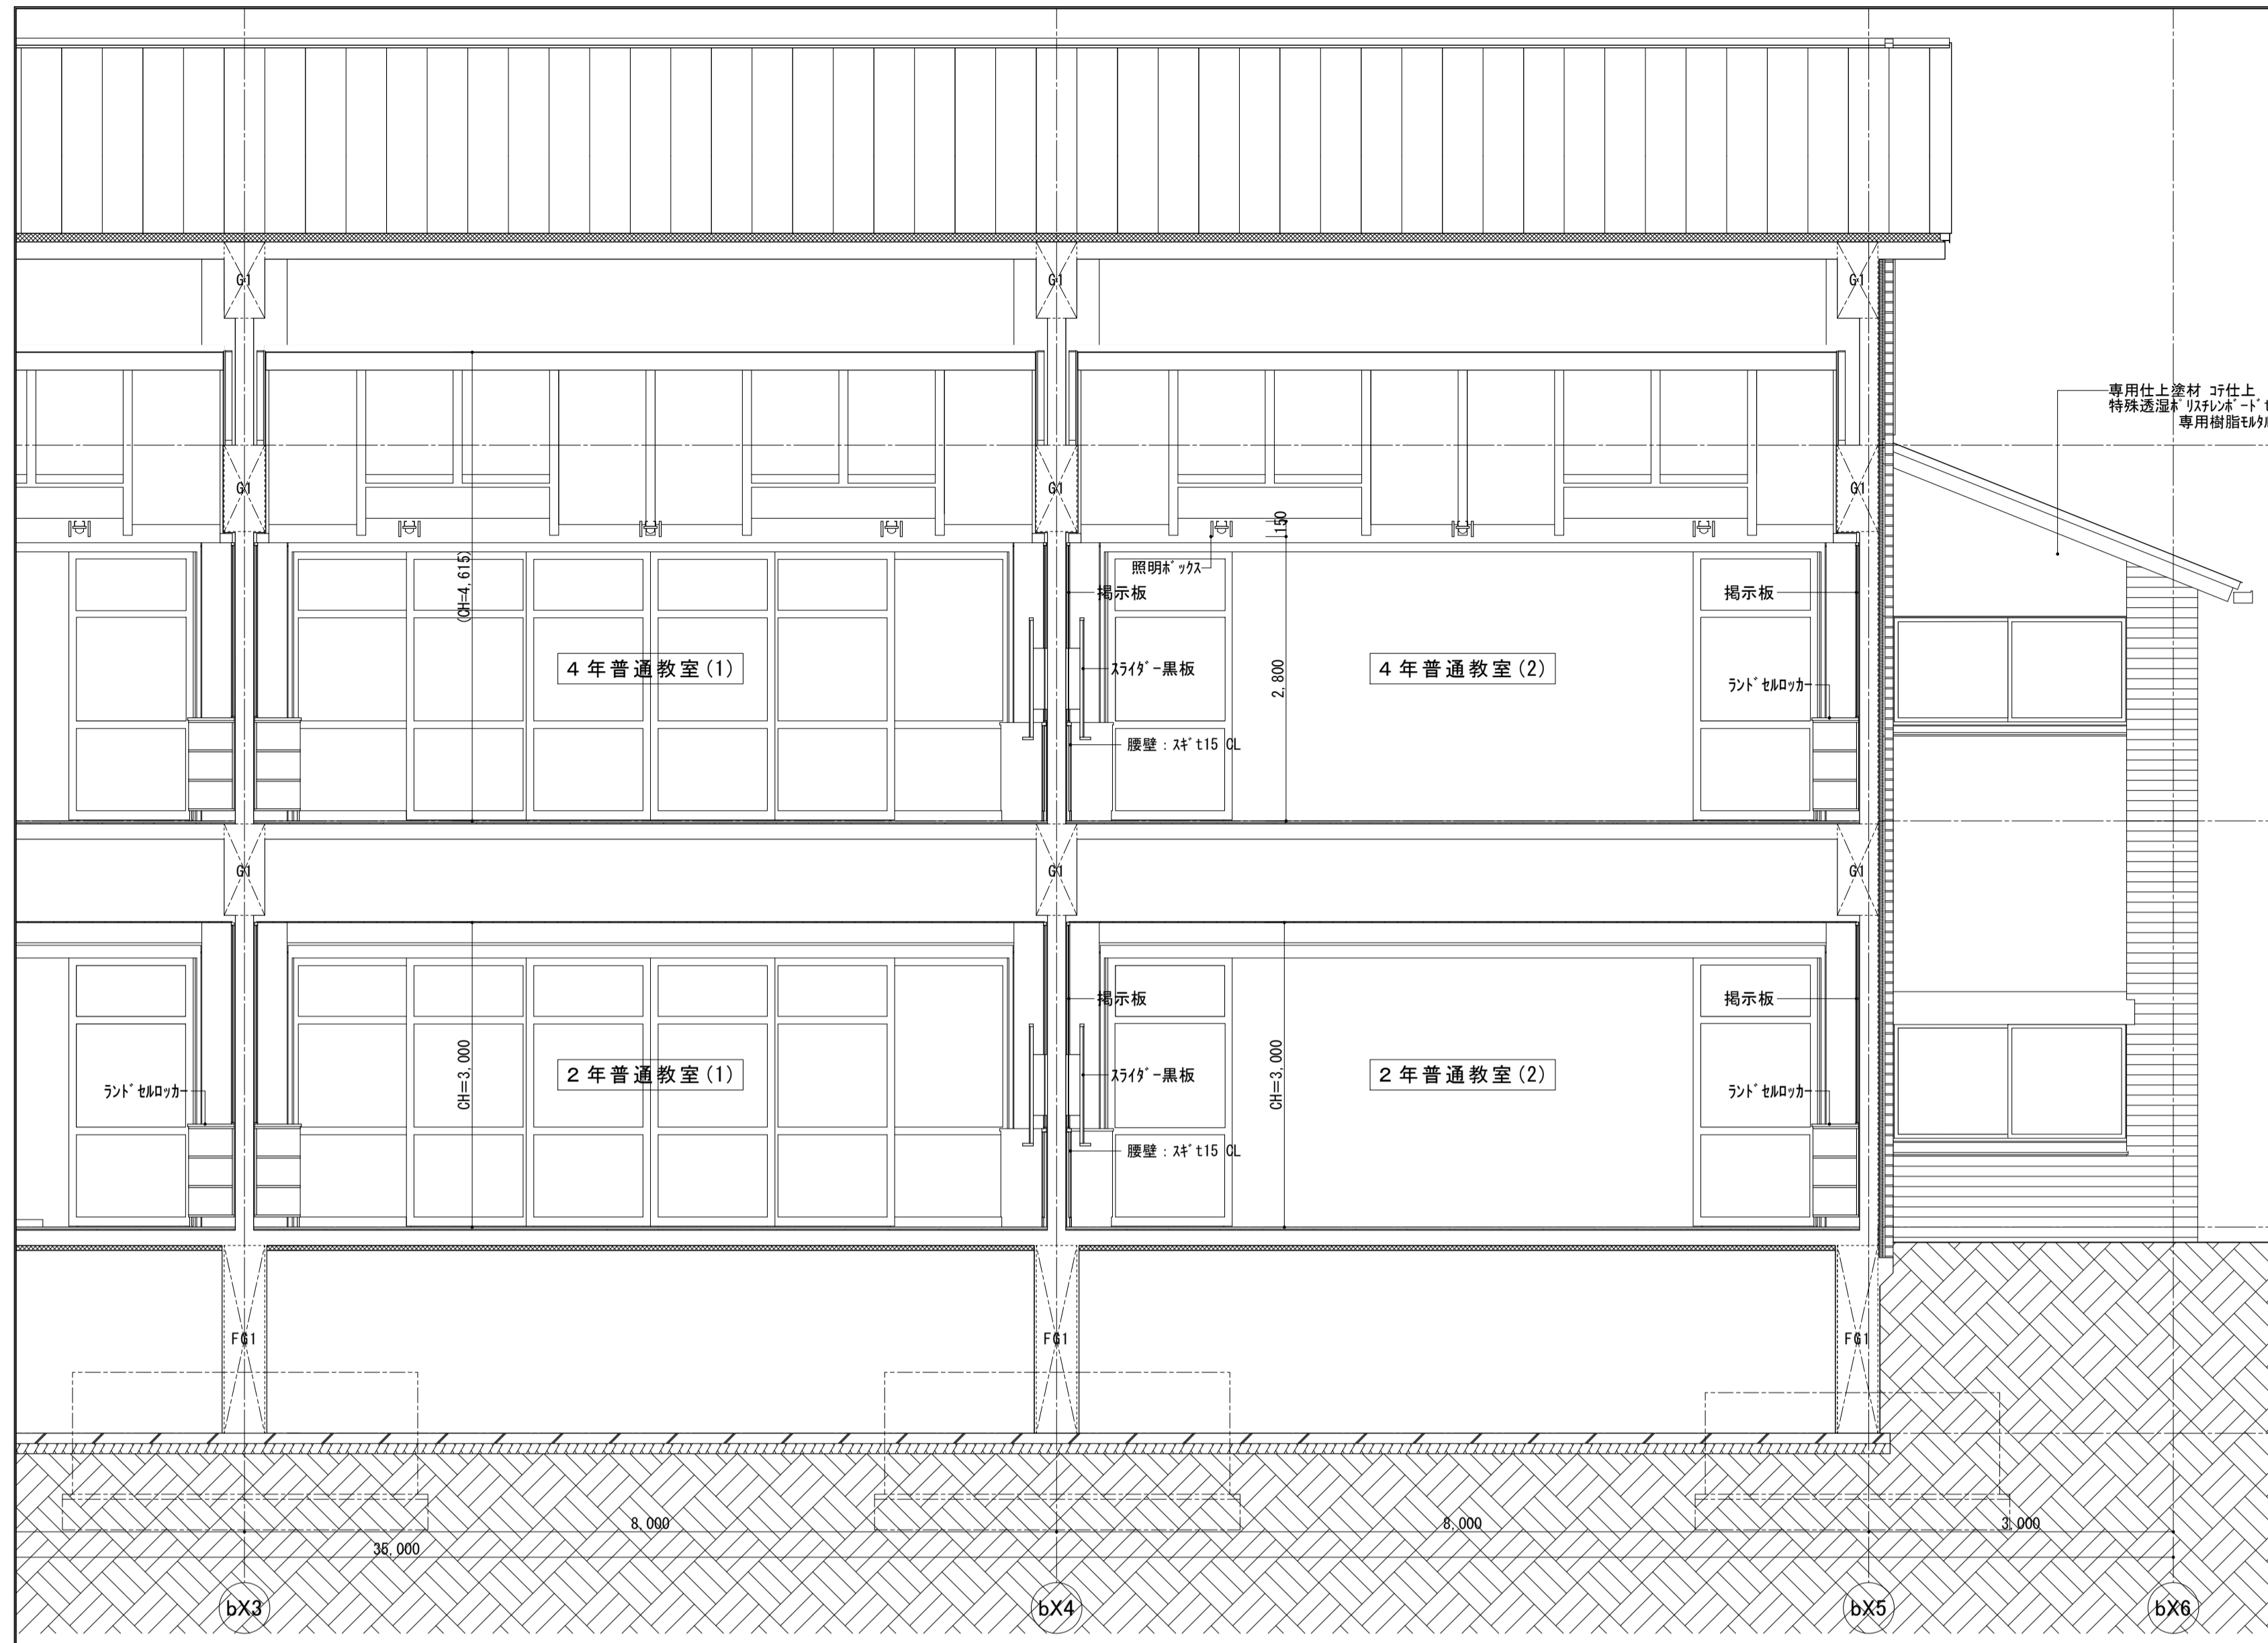 G1
G1
G1
専用仕上塗材 コテ仕上
特殊透湿ポリスチレンボード
専用樹脂モルタル
G1
G1
G1
150
照明ボックス
(CH=4,615)
掲示板
掲示板
4年普通教室(1)
スライダー黒板
2,800
4年普通教室(2)
ランドセルロッカー
腰壁:スギt15 CL
G1
G1
G1
掲示板
掲示板
ランドセルロッカー
CH=3,000
2年普通教室(1)
スライダー黒板
CH=3,000
2年普通教室(2)
ランドセルロッカー
腰壁:スギt15 CL
FG1
FG1
FG1
8,000
8,000
3,000
35,000
bX3
bX4
bX5
bX6